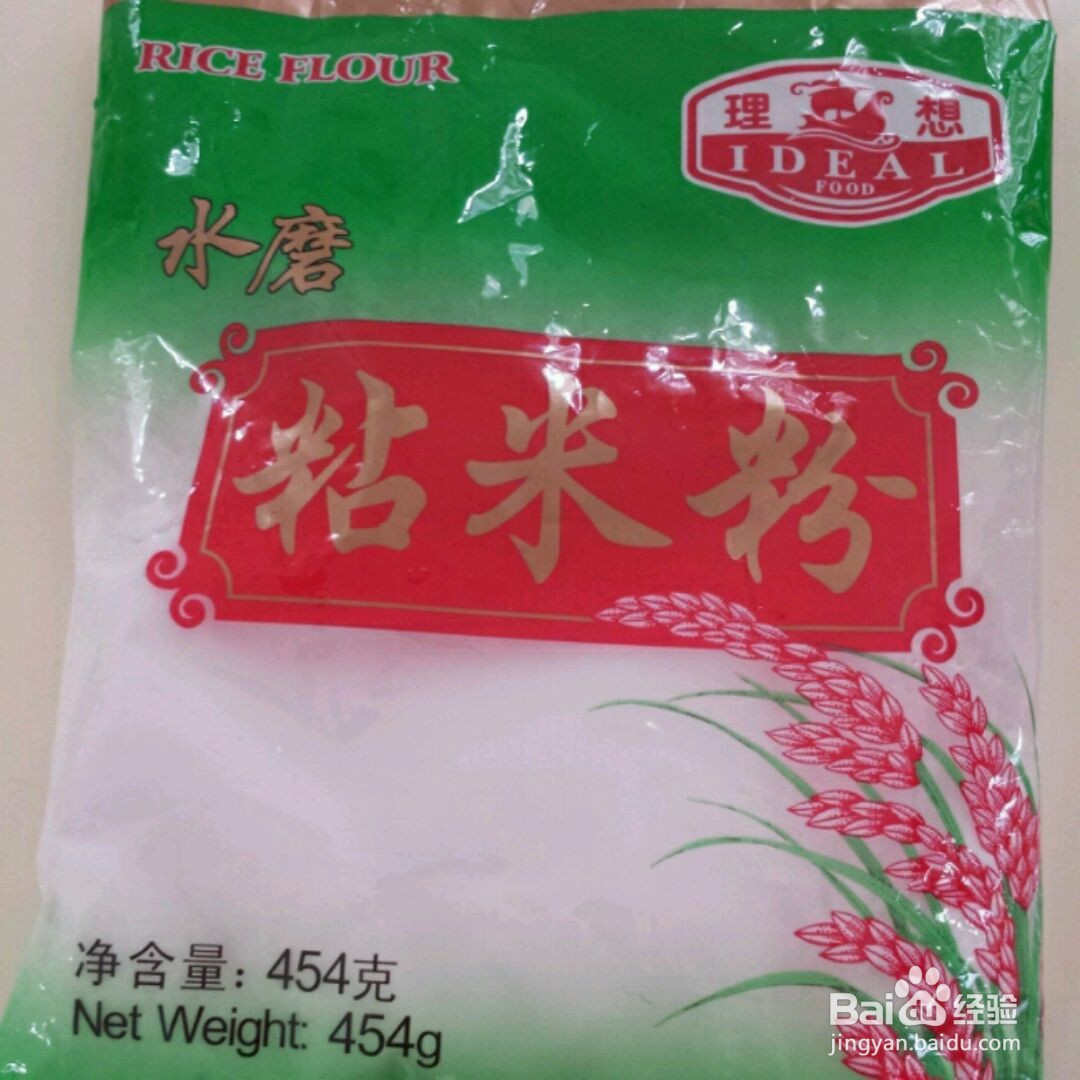 RICE FLOUR
理想
IDEAL
FOOD
水磨
粘米粉
净含量：454克
Net Weight: 454g
Baidu经验
jingyan.baidu.com